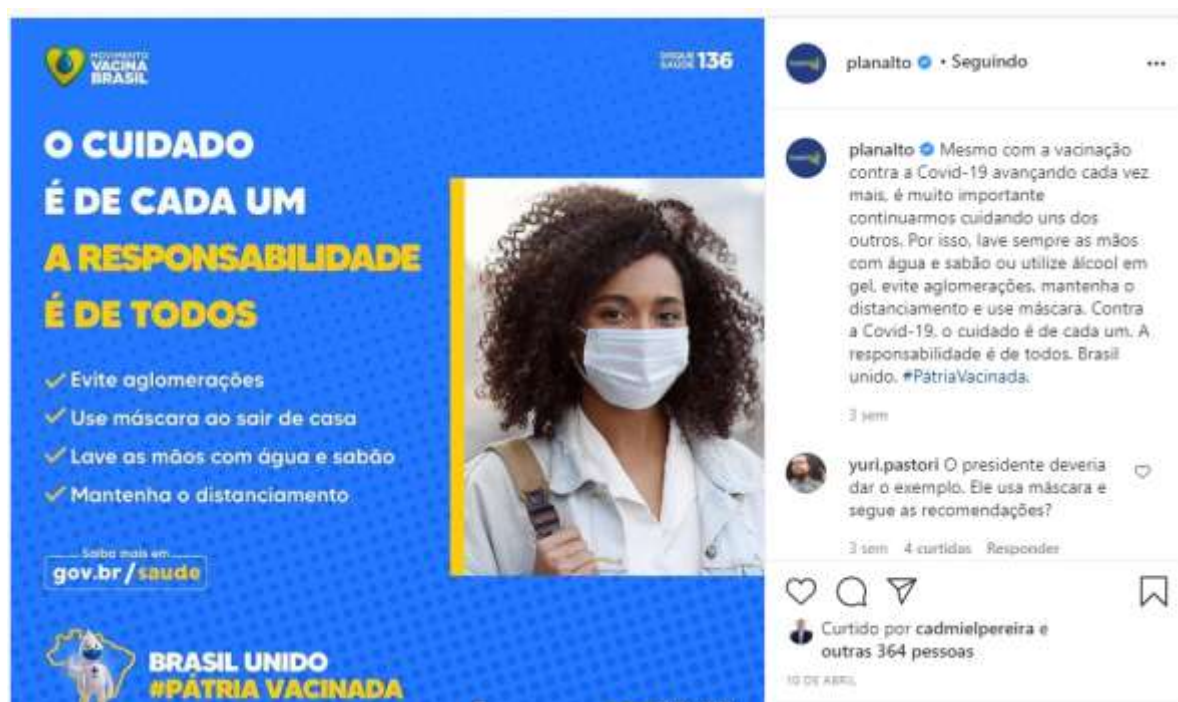 MOVIMENTO
VACINA
BRASIL
DISQUE
SAÚDE 136
O CUIDADO
É DE CADA UM
A RESPONSABILIDADE
É DE TODOS
Evite aglomerações
Use máscara ao sair de casa
Lave as mãos com água e sabão
Mantenha o distanciamento
Saiba mais em
gov.br/saude
BRASIL UNIDO
#PÁTRIA VACINADA
planalto • Seguindo
planalto Mesmo com a vacinação
contra a Covid-19 avançando cada vez
mais, é muito importante
continuarmos cuidando uns dos
outros. Por isso, lave sempre as mãos
com água e sabão ou utilize álcool em
gel, evite aglomerações, mantenha o
distanciamento e use máscara. Contra
a Covid-19, o cuidado é de cada um. A
responsabilidade é de todos. Brasil
unido. #PátriaVacinada.
3 sem
yuri.pastori O presidente deveria
dar o exemplo. Ele usa máscara e
segue as recomendações?
3 sem 4 curtidas Responder
Curtido por cadmielpereira e
outras 364 pessoas
10 DE ABRIL